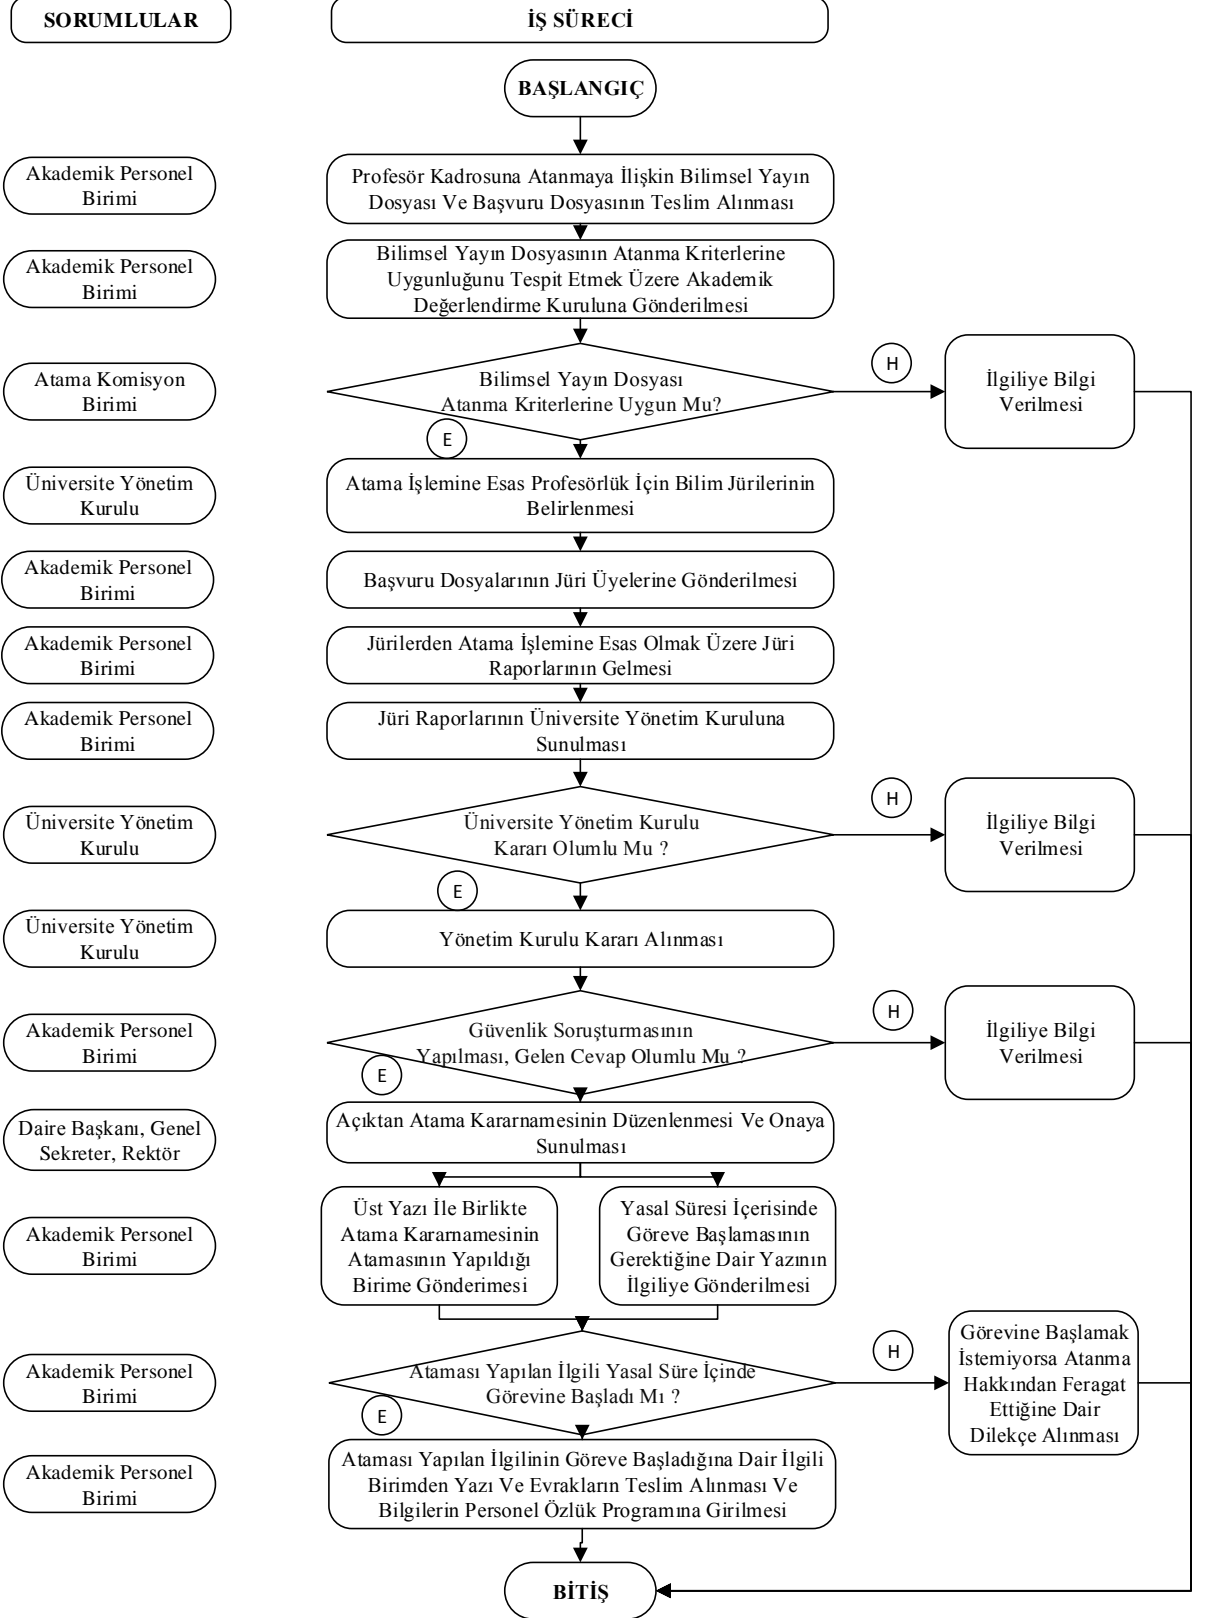 SORUMLULAR
İŞ SÜRECİ
BAŞLANGIÇ
Akademik Personel
Birimi
Profesör Kadrosuna Atanmaya İlişkin Bilimsel Yayın
Dosyası Ve Başvuru Dosyasının Teslim Alınması
Akademik Personel
Birimi
Bilimsel Yayın Dosyasının Atanma Kriterlerine
Uygunluğunu Tespit Etmek Üzere Akademik
Değerlendirme Kuruluna Gönderilmesi
Atama Komisyon
Birimi
Bilimsel Yayın Dosyası
Atanma Kriterlerine Uygun Mu?
H
İlgiliye Bilgi
Verilmesi
E
Üniversite Yönetim
Kurulu
Atama İşlemine Esas Profesörlük İçin Bilim Jürilerinin
Belirlenmesi
Akademik Personel
Birimi
Başvuru Dosyalarının Jüri Üyelerine Gönderilmesi
Akademik Personel
Birimi
Jürilerden Atama İşlemine Esas Olmak Üzere Jüri
Raporlarının Gelmesi
Akademik Personel
Birimi
Jüri Raporlarının Üniversite Yönetim Kuruluna
Sunulması
Üniversite Yönetim
Kurulu
Üniversite Yönetim Kurulu
Kararı Olumlu Mu ?
H
İlgiliye Bilgi
Verilmesi
E
Üniversite Yönetim
Kurulu
Yönetim Kurulu Kararı Alınması
Akademik Personel
Birimi
Güvenlik Soruşturmasının
Yapılması, Gelen Cevap Olumlu Mu ?
H
İlgiliye Bilgi
Verilmesi
E
Daire Başkanı, Genel
Sekreter, Rektör
Açıktan Atama Kararnamesinin Düzenlenmesi Ve Onaya
Sunulması
Akademik Personel
Birimi
Üst Yazı İle Birlikte
Atama Kararnamesinin
Atamasının Yapıldığı
Birime Gönderimesi
Yasal Süresi İçerisinde
Göreve Başlamasının
Gerektiğine Dair Yazının
İlgiliye Gönderilmesi
Akademik Personel
Birimi
Ataması Yapılan İlgili Yasal Süre İçinde
Görevine Başladı Mı ?
H
Görevine Başlamak
İstemiyorsa Atanma
Hakkından Feragat
Ettiğine Dair
Dilekçe Alınması
E
Akademik Personel
Birimi
Ataması Yapılan İlgilinin Göreve Başladığına Dair İlgili
Birimden Yazı Ve Evrakların Teslim Alınması Ve
Bilgilerin Personel Özlük Programına Girilmesi
BİTİŞ